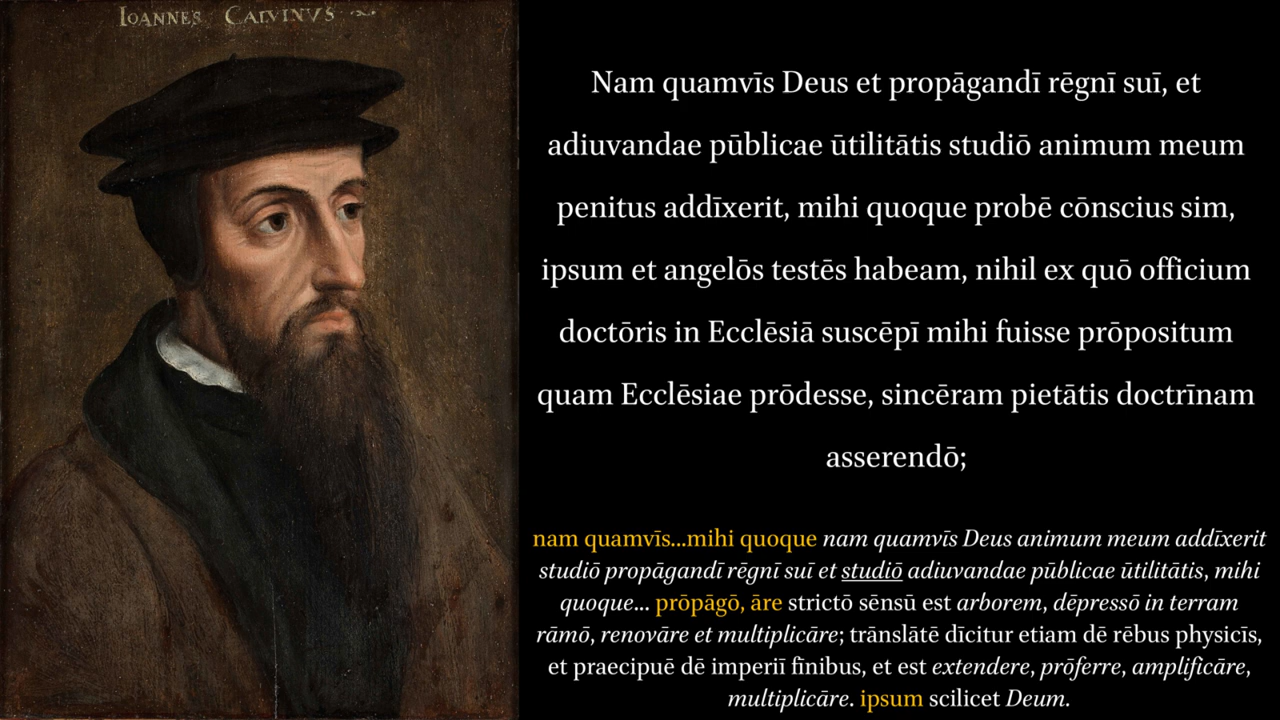 IOANNES CALVINVS
Nam quamvīs Deus et propāgandī rēgnī suī, et
adiuvandae pūblicae ūtilitātis studiō animum meum
penitus addīxerit, mihi quoque probē cōnscius sim,
ipsum et angelōs testēs habeam, nihil ex quō officium
doctōris in Ecclēsiā suscēpī mihi fuisse prōpositum
quam Ecclēsiae prōdesse, sincēram pietātis doctrīnam
asserendō;
nam quamvīs...mihi quoque nam quamvīs Deus animum meum addīxerit
studiō propāgandī rēgnī suī et studiō adiuvandae pūblicae ūtilitātis, mihi
quoque... prōpāgō, āre strictō sēnsū est arborem, dēpressō in terram
rāmō, renovāre et multiplicāre; trānslātē dīcitur etiam dē rēbus physicīs,
et praecipuē dē imperiī fīnibus, et est extendere, prōferre, amplificāre,
multiplicāre. ipsum scilicet Deum.